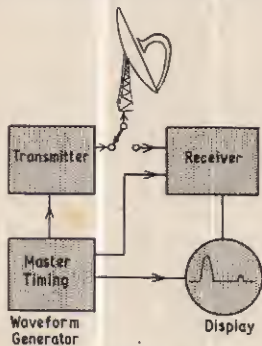 Transmitter
Receiver
Master
Timing
Waveform
Generator
Display